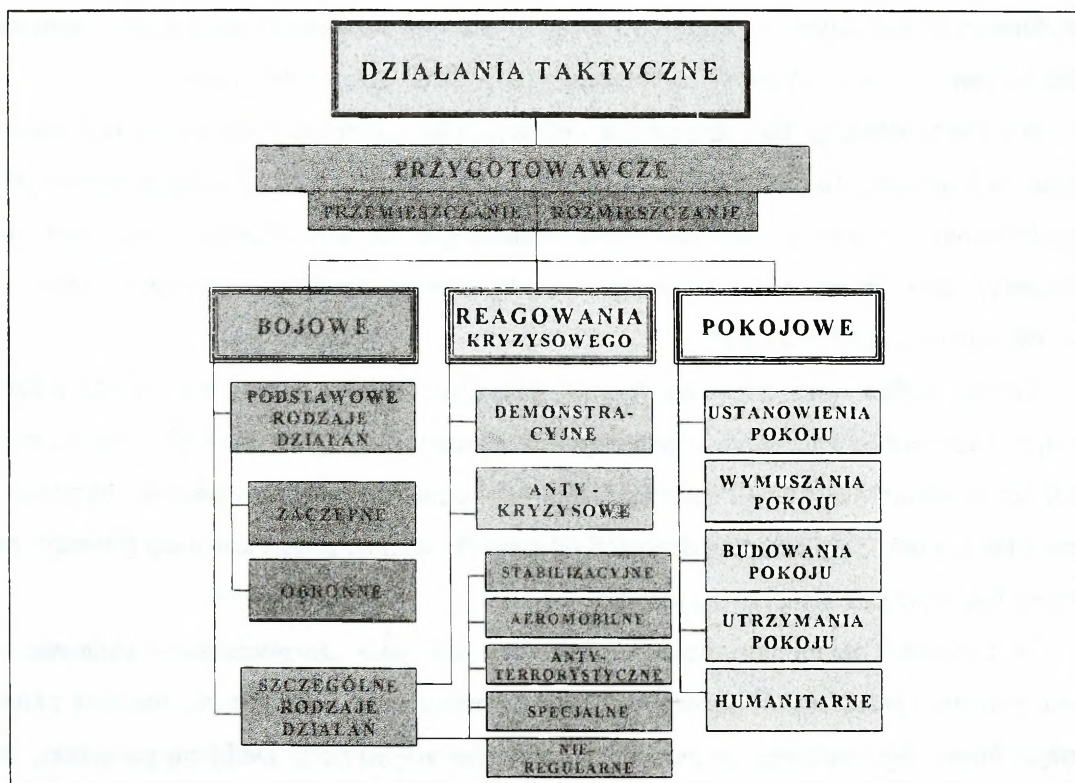 DZIAŁANIA TAKTYCZNE
PRZYGOTOWAWCZE
PRZEMIESZCZANIE
ROZMIESZCZANIE
BOJOWE
REAGOWANIA
KRYZYSOWEGO
POKOJOWE
PODSTAWOWE
RODZAJE
DZIAŁAŃ
ZACZEPNE
OBRONNE
SZCZEGÓLNE
RODZAJE
DZIAŁAŃ
DEMONSTRA-
CYJNE
ANTY -
KRYZYSOWE
STABILIZACYJNE
AEROMOBILNE
ANTY-
TERRORYSTYCZNE
SPECJALNE
NIE-
REGULARNE
USTANOWIENIA
POKOJU
WYMUSZANIA
POKOJU
BUDOWANIA
POKOJU
UTRZYMANIA
POKOJU
HUMANITARNE